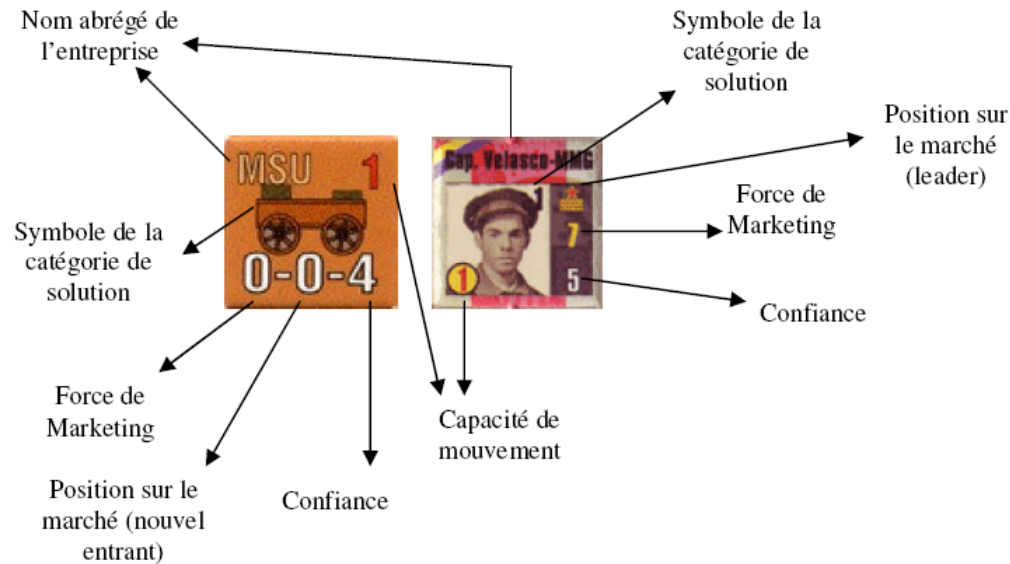 Nom abrégé de
l'entreprise
Symbole de la
catégorie de
solution
Position sur
le marché
(leader)
MSU 1
0-0-4
Cap. Velasco-MMG
1
7
1
5
Force de
Marketing
Symbole de la
catégorie de
solution
Confiance
Force de
Marketing
Capacité de
mouvement
Position sur le
marché (nouvel
entrant)
Confiance